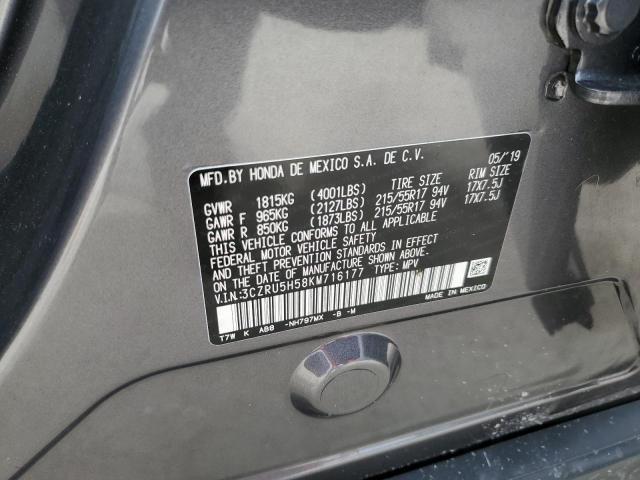 MFD.BY HONDA DE MEXICO S.A. DE C.V. 05/'19
TIRE SIZE RIM SIZE
GVWR 1815KG (4001LBS)
GAWR F 965KG (2127LBS) 215/55R17 94V 17X7.5J
GAWR R 850KG (1873LBS) 215/55R17 94V 17X7.5J
THIS VEHICLE CONFORMS TO ALL APPLICABLE
FEDERAL MOTOR VEHICLE SAFETY
THEFT PREVENTION STANDARDS IN EFFECT
ON THE DATE OF MANUFACTURE SHOWN ABOVE.
V.I.N:3CZRU5H58KM716177 TYPE: MPV
MADE IN MEXICO
T7W K AB8 -NH797MX -B -M